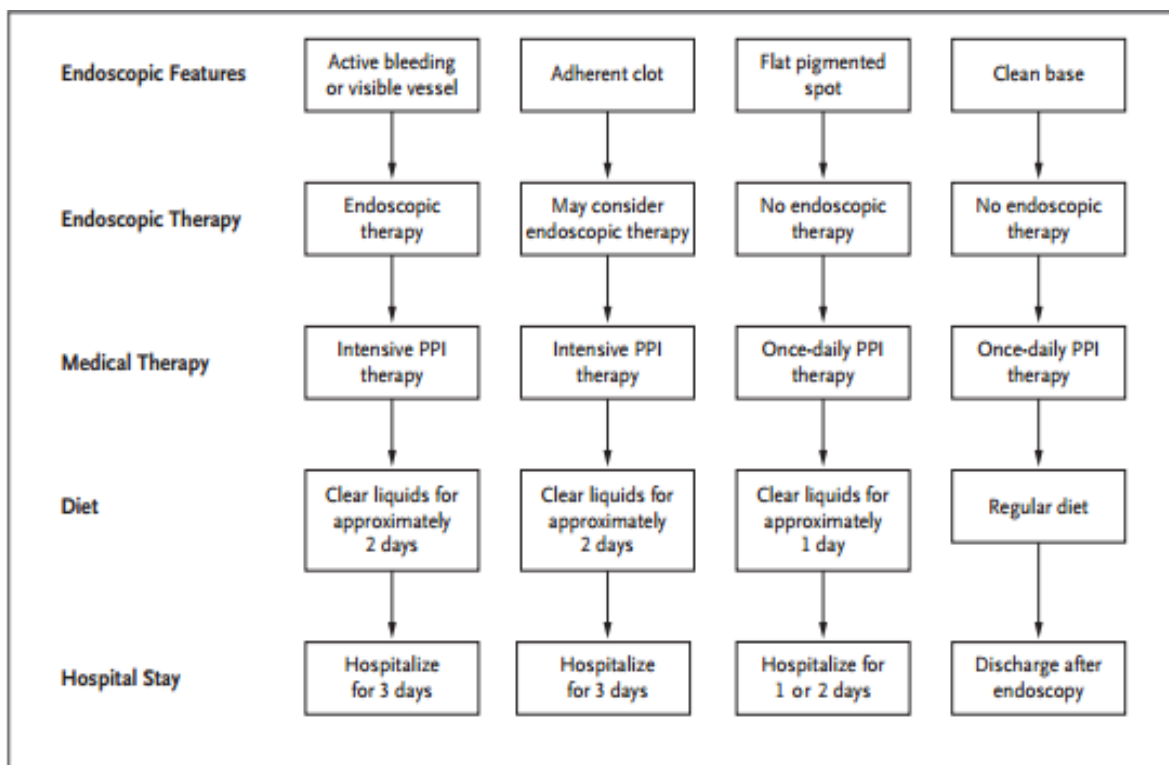 Endoscopic Features
Active bleeding
or visible vessel
Adherent clot
Flat pigmented
spot
Clean base
Endoscopic Therapy
Endoscopic
therapy
May consider
endoscopic therapy
No endoscopic
therapy
No endoscopic
therapy
Medical Therapy
Intensive PPI
therapy
Intensive PPI
therapy
Once-daily PPI
therapy
Once-daily PPI
therapy
Diet
Clear liquids for
approximately
2 days
Clear liquids for
approximately
2 days
Clear liquids for
approximately
1 day
Regular diet
Hospital Stay
Hospitalize
for 3 days
Hospitalize
for 3 days
Hospitalize for
1 or 2 days
Discharge after
endoscopy